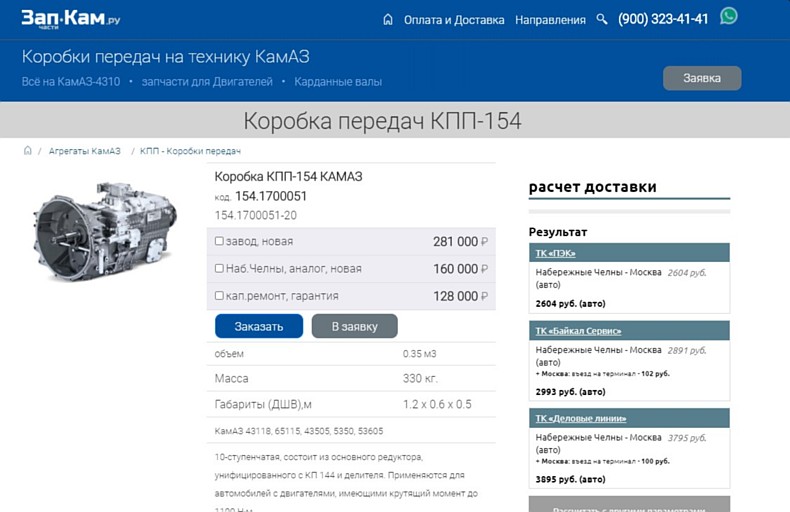 Зап·Кам.ру
части
Оплата и Доставка Направления (900) 323-41-41
Коробки передач на технику КамАЗ
Всё на КамАЗ-4310 • запчасти для Двигателей • Карданные валы
Заявка
Коробка передач КПП-154
/ Агрегаты КамАЗ / КПП - Коробки передач
Коробка КПП-154 КАМАЗ
код. 154.1700051
154.1700051-20
завод, новая 281 000 ₽
Наб.Челны, аналог, новая 160 000 ₽
кап.ремонт, гарантия 128 000 ₽
Заказать В заявку
объем 0.35 м3
Масса 330 кг.
Габариты (ДШВ),м 1.2 х 0.6 х 0.5
КамАЗ 43118, 65115, 43505, 5350, 53605
10-ступенчатая, состоит из основного редуктора,
унифицированного с КП 144 и делителя. Применяются для
автомобилей с двигателями, имеющими крутящий момент до
1100 Н·м
расчет доставки
Результат
ТК «ПЭК»
Набережные Челны - Москва 2604 руб.
(авто)
2604 руб. (авто)
ТК «Байкал Сервис»
Набережные Челны - Москва 2891 руб.
(авто)
+ Москва: въезд на терминал - 102 руб.
2993 руб. (авто)
ТК «Деловые линии»
Набережные Челны - Москва 3795 руб.
(авто)
+ Москва: въезд на терминал - 100 руб.
3895 руб. (авто)
Рассчитать с другими параметрами